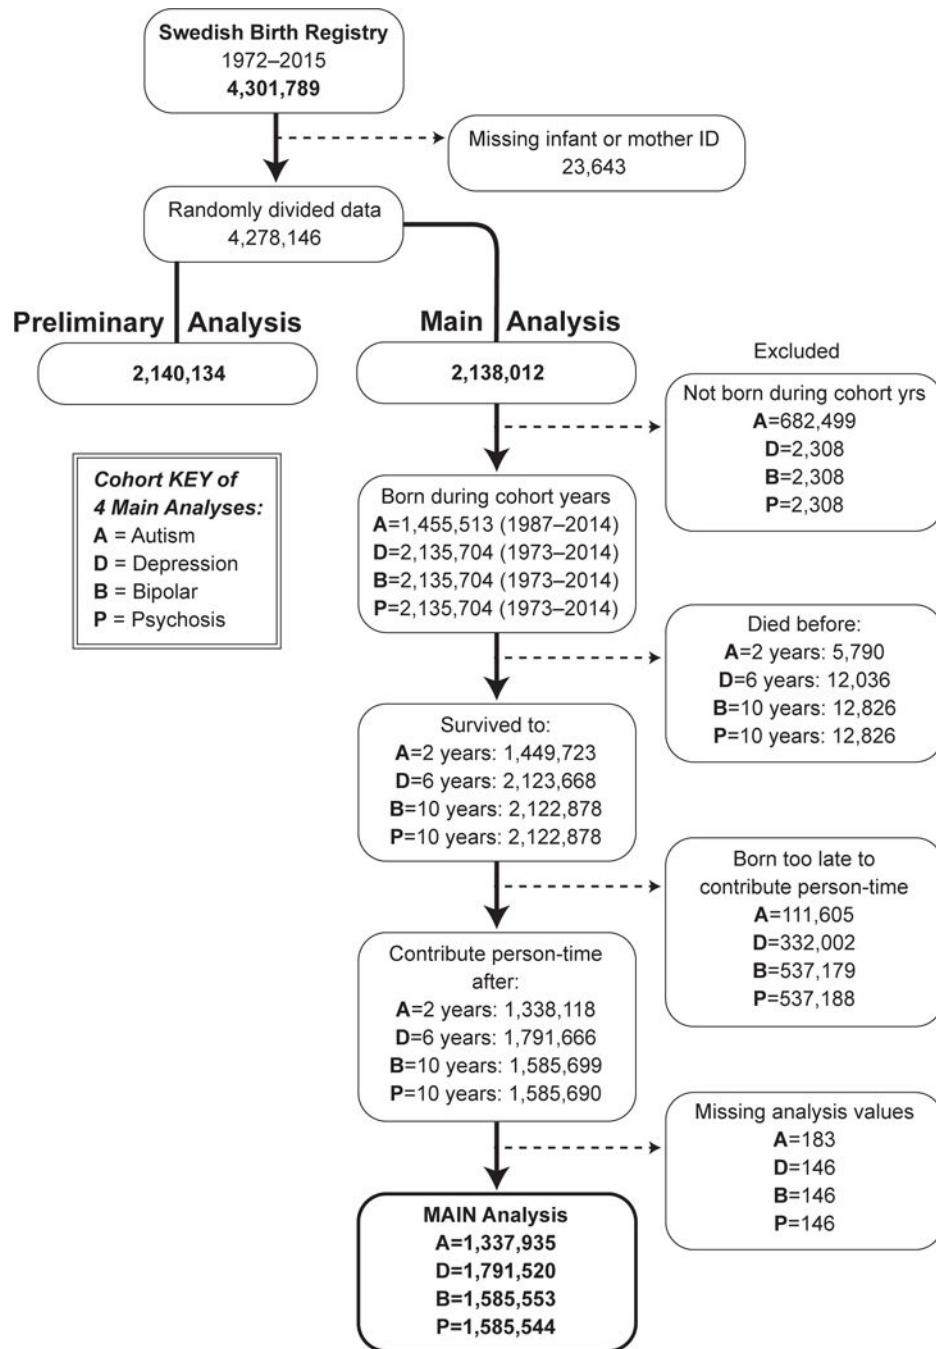 Swedish Birth Registry
1972–2015
4,301,789
Missing infant or mother ID
23,643
Randomly divided data
4,278,146
Preliminary Analysis
2,140,134
Main Analysis
2,138,012
Excluded
Not born during cohort yrs
A=682,499
D=2,308
B=2,308
P=2,308
Cohort KEY of
4 Main Analyses:
A = Autism
D = Depression
B = Bipolar
P = Psychosis
Born during cohort years
A=1,455,513 (1987–2014)
D=2,135,704 (1973–2014)
B=2,135,704 (1973–2014)
P=2,135,704 (1973–2014)
Died before:
A=2 years: 5,790
D=6 years: 12,036
B=10 years: 12,826
P=10 years: 12,826
Survived to:
A=2 years: 1,449,723
D=6 years: 2,123,668
B=10 years: 2,122,878
P=10 years: 2,122,878
Born too late to
contribute person-time
A=111,605
D=332,002
B=537,179
P=537,188
Contribute person-time
after:
A=2 years: 1,338,118
D=6 years: 1,791,666
B=10 years: 1,585,699
P=10 years: 1,585,690
Missing analysis values
A=183
D=146
B=146
P=146
MAIN Analysis
A=1,337,935
D=1,791,520
B=1,585,553
P=1,585,544